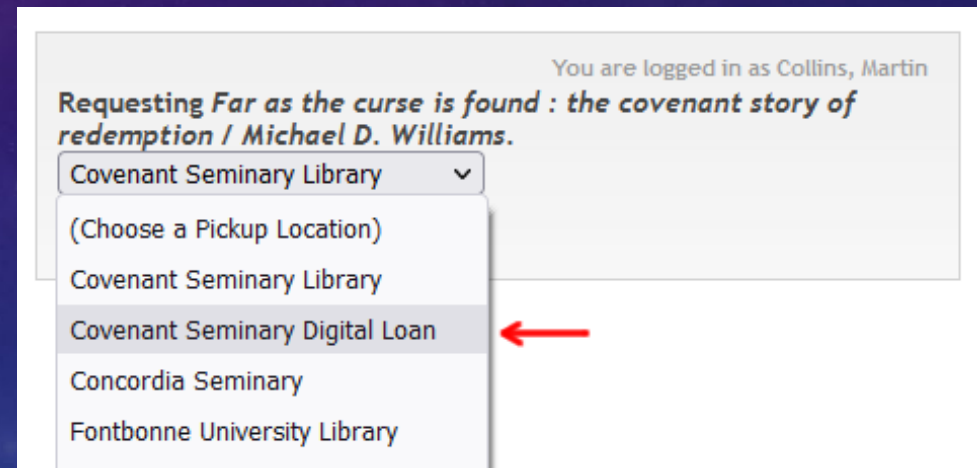 You are logged in as Collins, Martin
Requesting Far as the curse is found : the covenant story of
redemption / Michael D. Williams.
Covenant Seminary Library
(Choose a Pickup Location)
Covenant Seminary Library
Covenant Seminary Digital Loan
Concordia Seminary
Fontbonne University Library